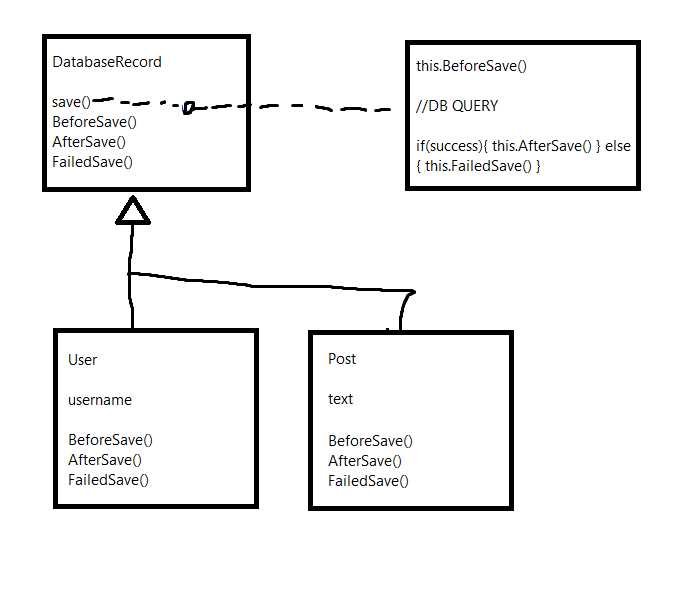 DatabaseRecord
save()
BeforeSave()
AfterSave()
FailedSave()
this.BeforeSave()
//DB QUERY
if(success){ this.AfterSave() } else
{ this.FailedSave() }
User
username
BeforeSave()
AfterSave()
FailedSave()
Post
text
BeforeSave()
AfterSave()
FailedSave()